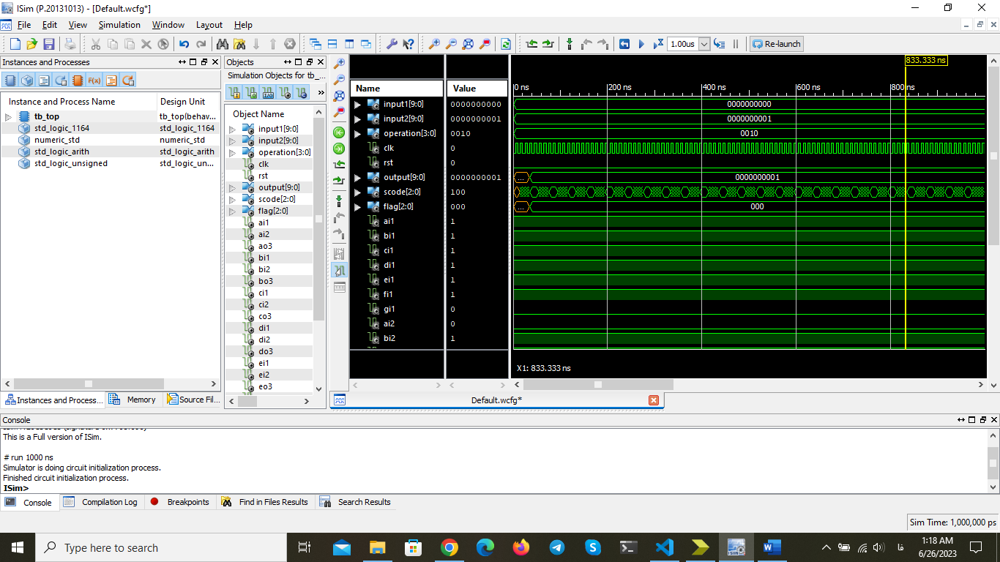 ISim (P.20131013) - [Default.wcfg*]
File Edit View Simulation Window Layout Help
1.00us Re-launch
Instances and Processes
Instance and Process Name Design Unit
tb_top tb_top(behav...
std_logic_1164 std_logic_1164
numeric_std numeric_std
std_logic_arith std_logic_arith
std_logic_unsigned std_logic_un...
Instances and Process... Memory Source Fil...
Objects
Simulation Objects for tb_...
Object Name
input1[9:0]
input2[9:0]
operation[3:0]
clk
rst
output[9:0]
scode[2:0]
flag[2:0]
ai1
ai2
ao3
bi1
bi2
bo3
ci1
ci2
co3
di1
di2
do3
ei1
ei2
eo3
Name Value
input1[9:0] 0000000000
input2[9:0] 0000000001
operation[3:0] 0010
clk 0
rst 0
output[9:0] 0000000001
scode[2:0] 100
flag[2:0] 000
ai1 1
bi1 1
ci1 1
di1 1
ei1 1
fi1 1
gi1 0
ai2 0
bi2 1
833.333 ns
0 ns 200 ns 400 ns 600 ns 800 ns
0000000000
0000000001
0010
... 0000000001
... 000
X1: 833.333 ns
Default.wcfg*
Console
This is a Full version of ISim.
# run 1000 ns
Simulator is doing circuit initialization process.
Finished circuit initialization process.
ISim>
Console Compilation Log Breakpoints Find in Files Results Search Results
Sim Time: 1,000,000 ps
Type here to search
فا
1:18 AM
6/26/2023